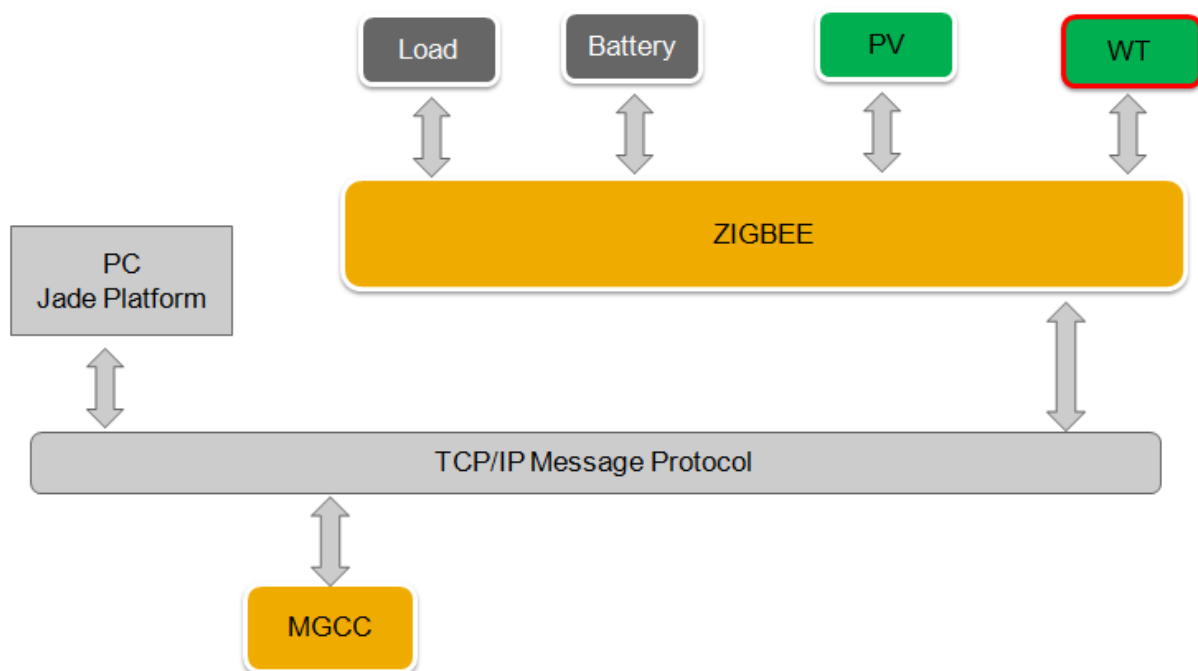 Load
Battery
PV
WT
ZIGBEE
PC
Jade Platform
TCP/IP Message Protocol
MGCC